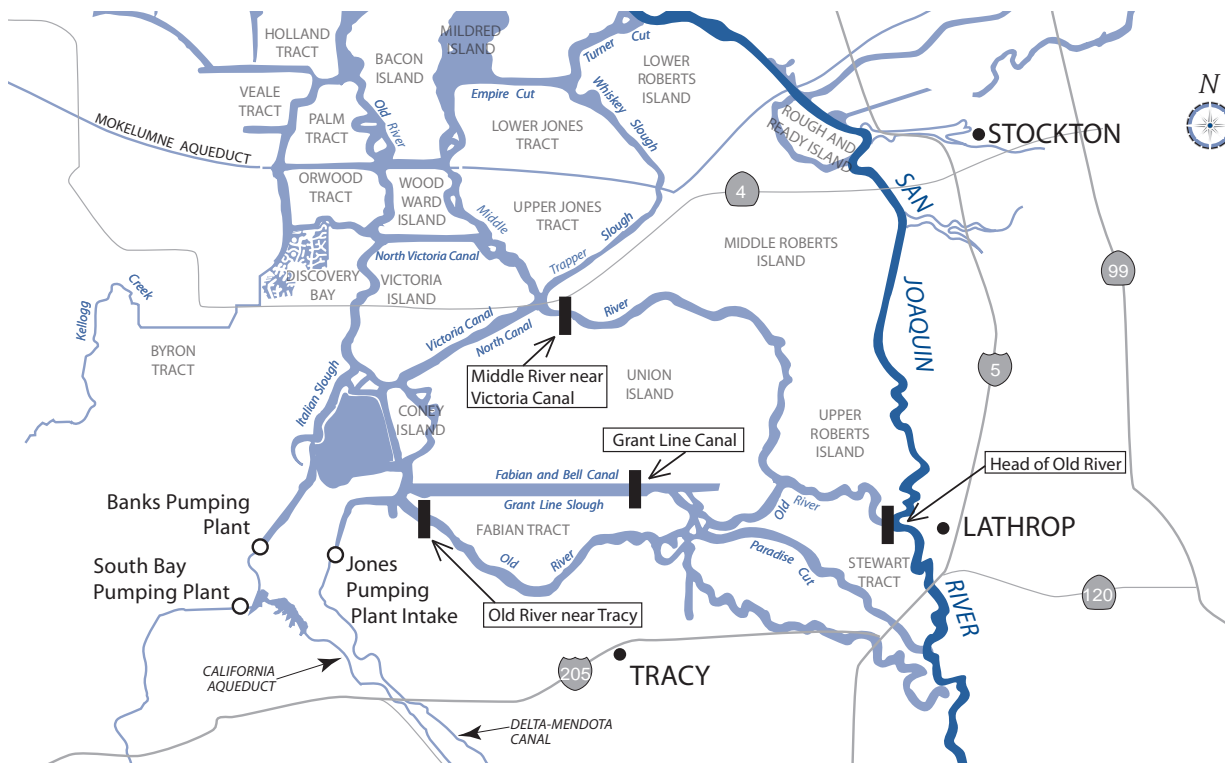 HOLLAND
TRACT
MILDRED
ISLAND
BACON
ISLAND
Turner Cut
LOWER
ROBERTS
ISLAND
N
VEALE
TRACT
PALM
TRACT
Old River
Empire Cut
Whiskey Slough
LOWER JONES
TRACT
ROUGH AND
READY ISLAND
STOCKTON
MOKELUMNE AQUEDUCT
ORWOOD
TRACT
WOOD
WARD
ISLAND
4
SAN
JOAQUIN
RIVER
Middle
River
UPPER JONES
TRACT
Trapper Slough
MIDDLE ROBERTS
ISLAND
North Victoria Canal
DISCOVERY
BAY
VICTORIA
ISLAND
99
Kellogg Creek
BYRON
TRACT
Victoria Canal
North Canal
Italian Slough
Middle River near
Victoria Canal
UNION
ISLAND
5
CONEY
ISLAND
UPPER
ROBERTS
ISLAND
Grant Line Canal
Head of Old River
Fabian and Bell Canal
Grant Line Slough
Old River
Banks Pumping
Plant
FABIAN TRACT
LATHROP
Old River
Paradise Cut
STEWART
TRACT
South Bay
Pumping Plant
Jones
Pumping
Plant Intake
Old River near Tracy
120
CALIFORNIA
AQUEDUCT
205
TRACY
DELTA-MENDOTA
CANAL